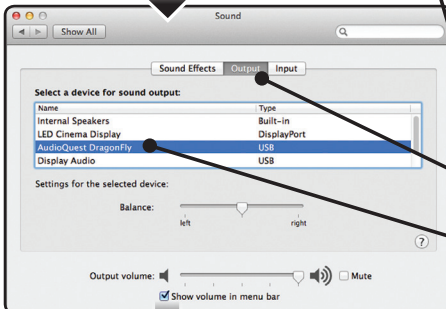 Sound
Show All
Sound Effects Output Input
Select a device for sound output:
Name Type
Internal Speakers Built-in
LED Cinema Display DisplayPort
AudioQuest DragonFly USB
Display Audio USB
Settings for the selected device:
Balance:
left right
?
Output volume: Mute
Show volume in menu bar